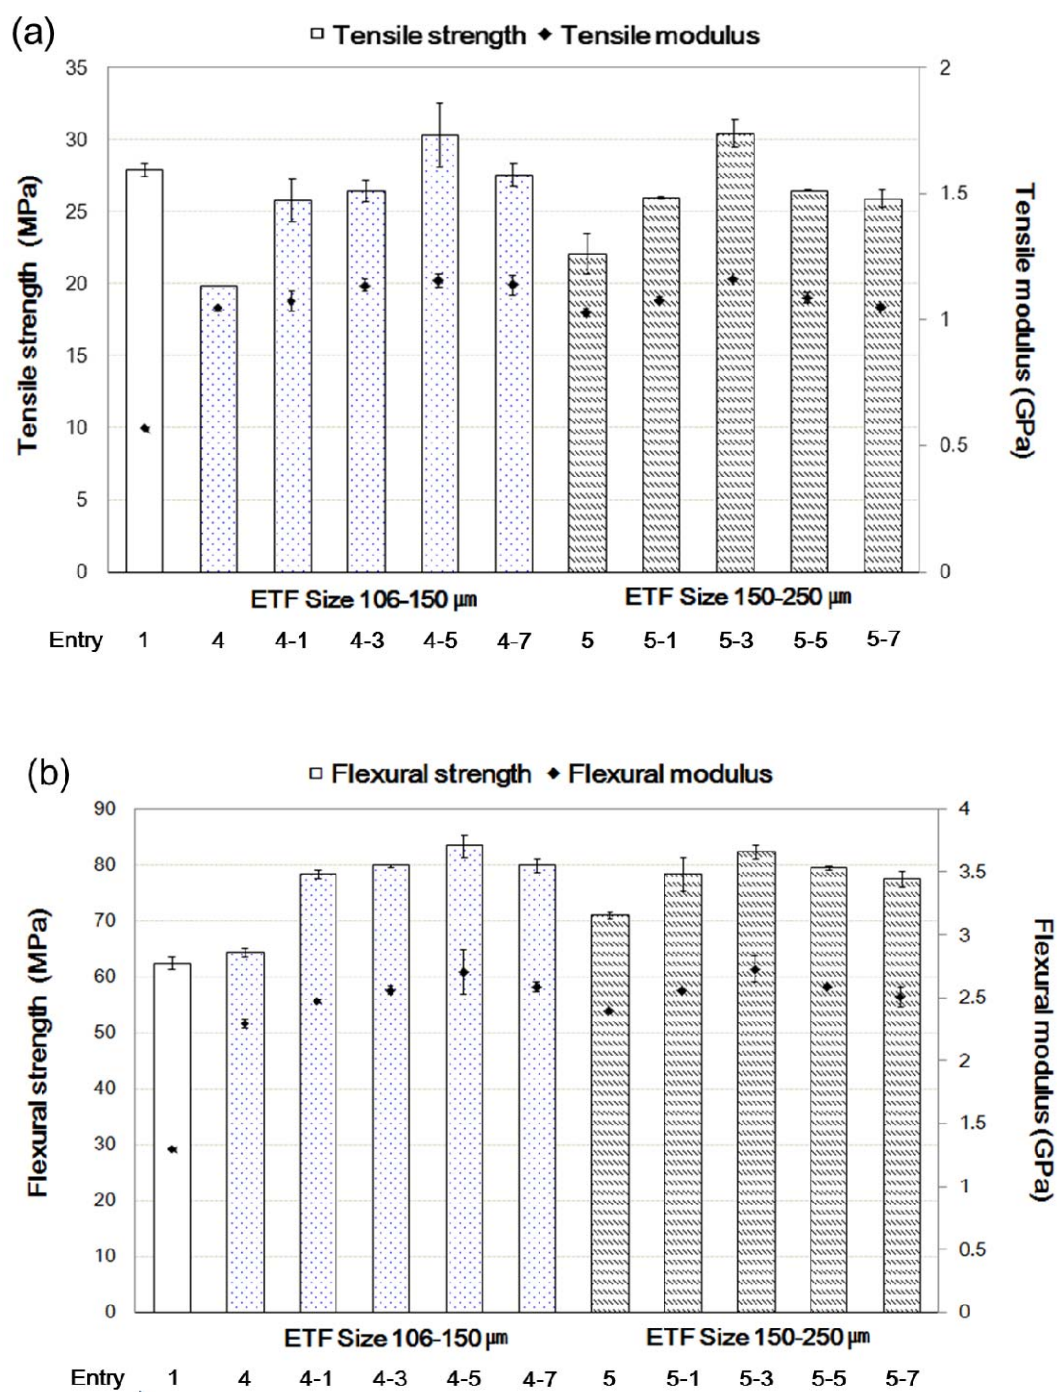 (a)
□ Tensile strength ◆ Tensile modulus
35
30
25
20
15
10
5
0
Tensile strength (MPa)
2
1.5
1
0.5
0
Tensile modulus (GPa)
ETF Size 106-150 ㎛ ETF Size 150-250 ㎛
Entry 1 4 4-1 4-3 4-5 4-7 5 5-1 5-3 5-5 5-7
(b)
□ Flexural strength ◆ Flexural modulus
90
80
70
60
50
40
30
20
10
0
Flexural strength (MPa)
4
3.5
3
2.5
2
1.5
1
0.5
0
Flexural modulus (GPa)
ETF Size 106-150 ㎛ ETF Size 150-250 ㎛
Entry 1 4 4-1 4-3 4-5 4-7 5 5-1 5-3 5-5 5-7